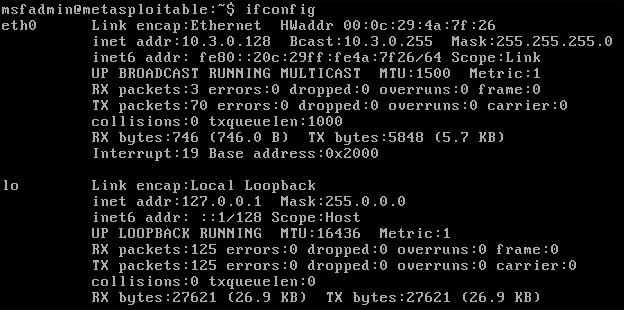 msfadmin@metasploitable:~$ ifconfig
eth0      Link encap:Ethernet  HWaddr 00:0c:29:4a:7f:26
          inet addr:10.3.0.128  Bcast:10.3.0.255  Mask:255.255.255.0
          inet6 addr: fe80::20c:29ff:fe4a:7f26/64 Scope:Link
          UP BROADCAST RUNNING MULTICAST  MTU:1500  Metric:1
          RX packets:3 errors:0 dropped:0 overruns:0 frame:0
          TX packets:70 errors:0 dropped:0 overruns:0 carrier:0
          collisions:0 txqueuelen:1000
          RX bytes:746 (746.0 B)  TX bytes:5848 (5.7 KB)
          Interrupt:19 Base address:0x2000
lo        Link encap:Local Loopback
          inet addr:127.0.0.1  Mask:255.0.0.0
          inet6 addr: ::1/128 Scope:Host
          UP LOOPBACK RUNNING  MTU:16436  Metric:1
          RX packets:125 errors:0 dropped:0 overruns:0 frame:0
          TX packets:125 errors:0 dropped:0 overruns:0 carrier:0
          collisions:0 txqueuelen:0
          RX bytes:27621 (26.9 KB)  TX bytes:27621 (26.9 KB)